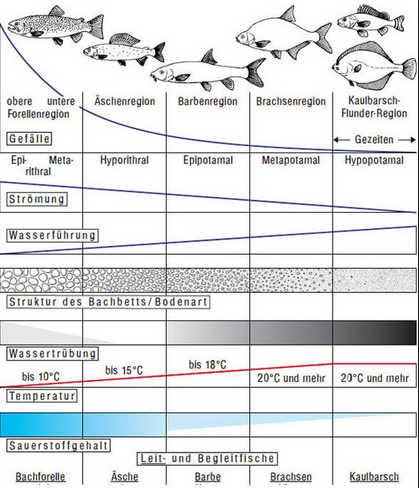 obere untere
Forellenregion
Äschenregion
Barbenregion
Brachsenregion
Kaulbarsch-
Flunder-Region
Gefälle
Gezeiten
Epi- Meta-
rithral
Hyporithral
Epipotamal
Metapotamal
Hypopotamal
Strömung
Wasserführung
Struktur des Bachbetts/Bodenart
Wassertrübung
bis 10°C
bis 15°C
bis 18°C
20°C und mehr
20°C und mehr
Temperatur
Sauerstoffgehalt
Leit- und Begleitfische
Bachforelle
Äsche
Barbe
Brachsen
Kaulbarsch